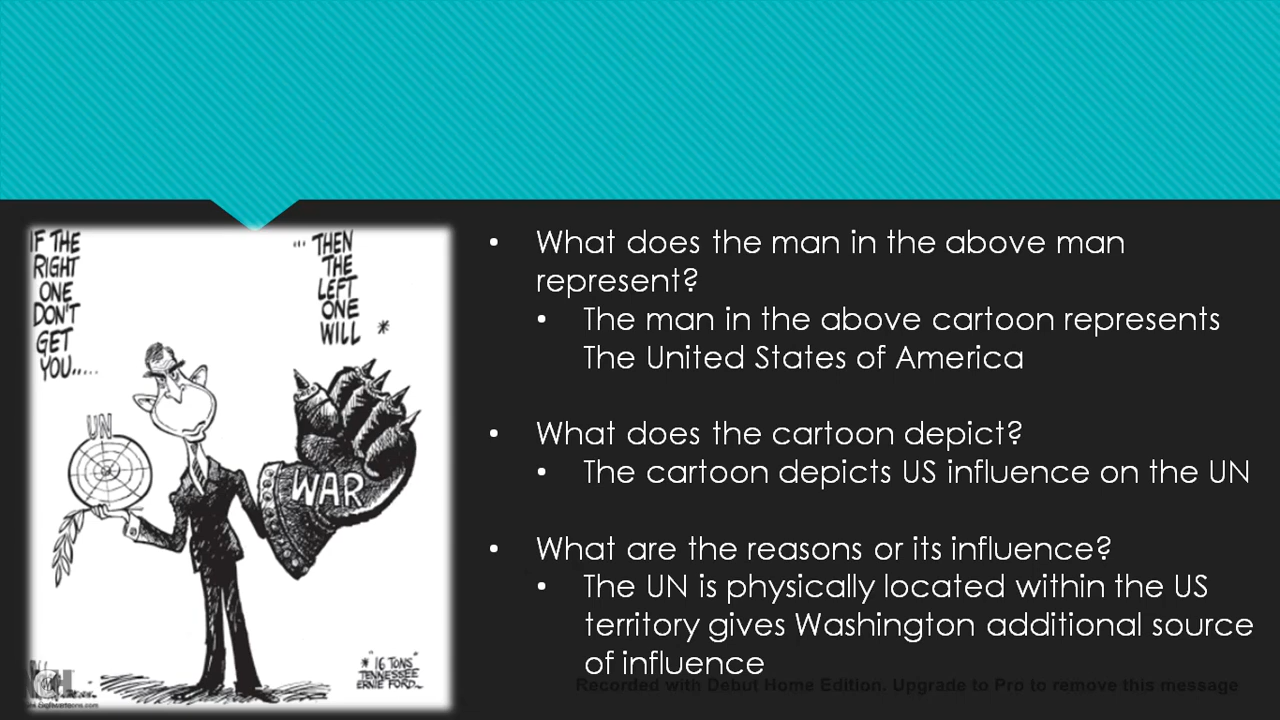 IF THE
RIGHT
ONE
DON'T
GET
YOU.....
... THEN
THE
LEFT
ONE
WILL *
UN
WAR
* "16 TONS"
TENNESSEE
ERNIE FORD
• What does the man in the above man
represent?
• The man in the above cartoon represents
The United States of America
• What does the cartoon depict?
• The cartoon depicts US influence on the UN
• What are the reasons or its influence?
• The UN is physically located within the US
territory gives Washington additional source
of influence
Recorded with Debut Home Edition. Upgrade to Pro to remove this message